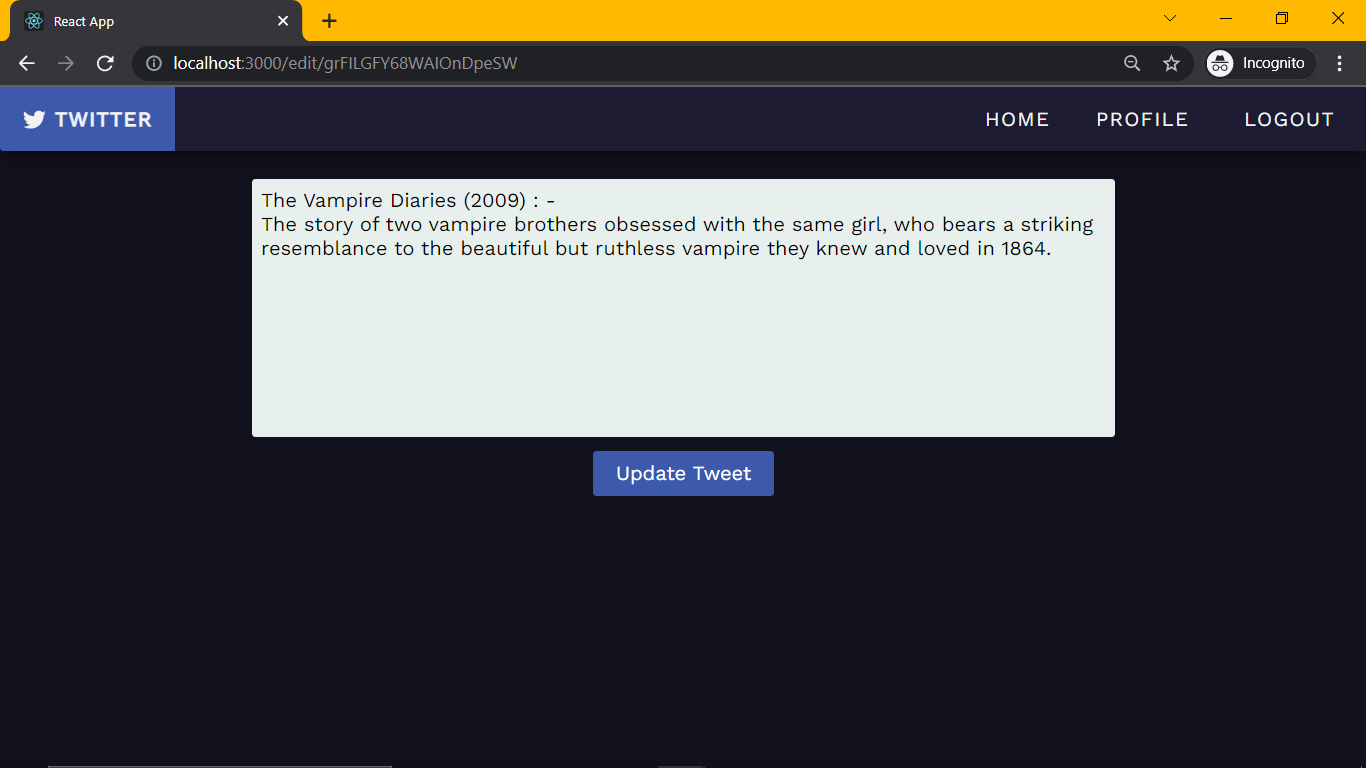 React App
localhost:3000/edit/grFILGFY68WAIOnDpeSW
Incognito
TWITTER
HOME
PROFILE
LOGOUT
The Vampire Diaries (2009) : -
The story of two vampire brothers obsessed with the same girl, who bears a striking
resemblance to the beautiful but ruthless vampire they knew and loved in 1864.
Update Tweet